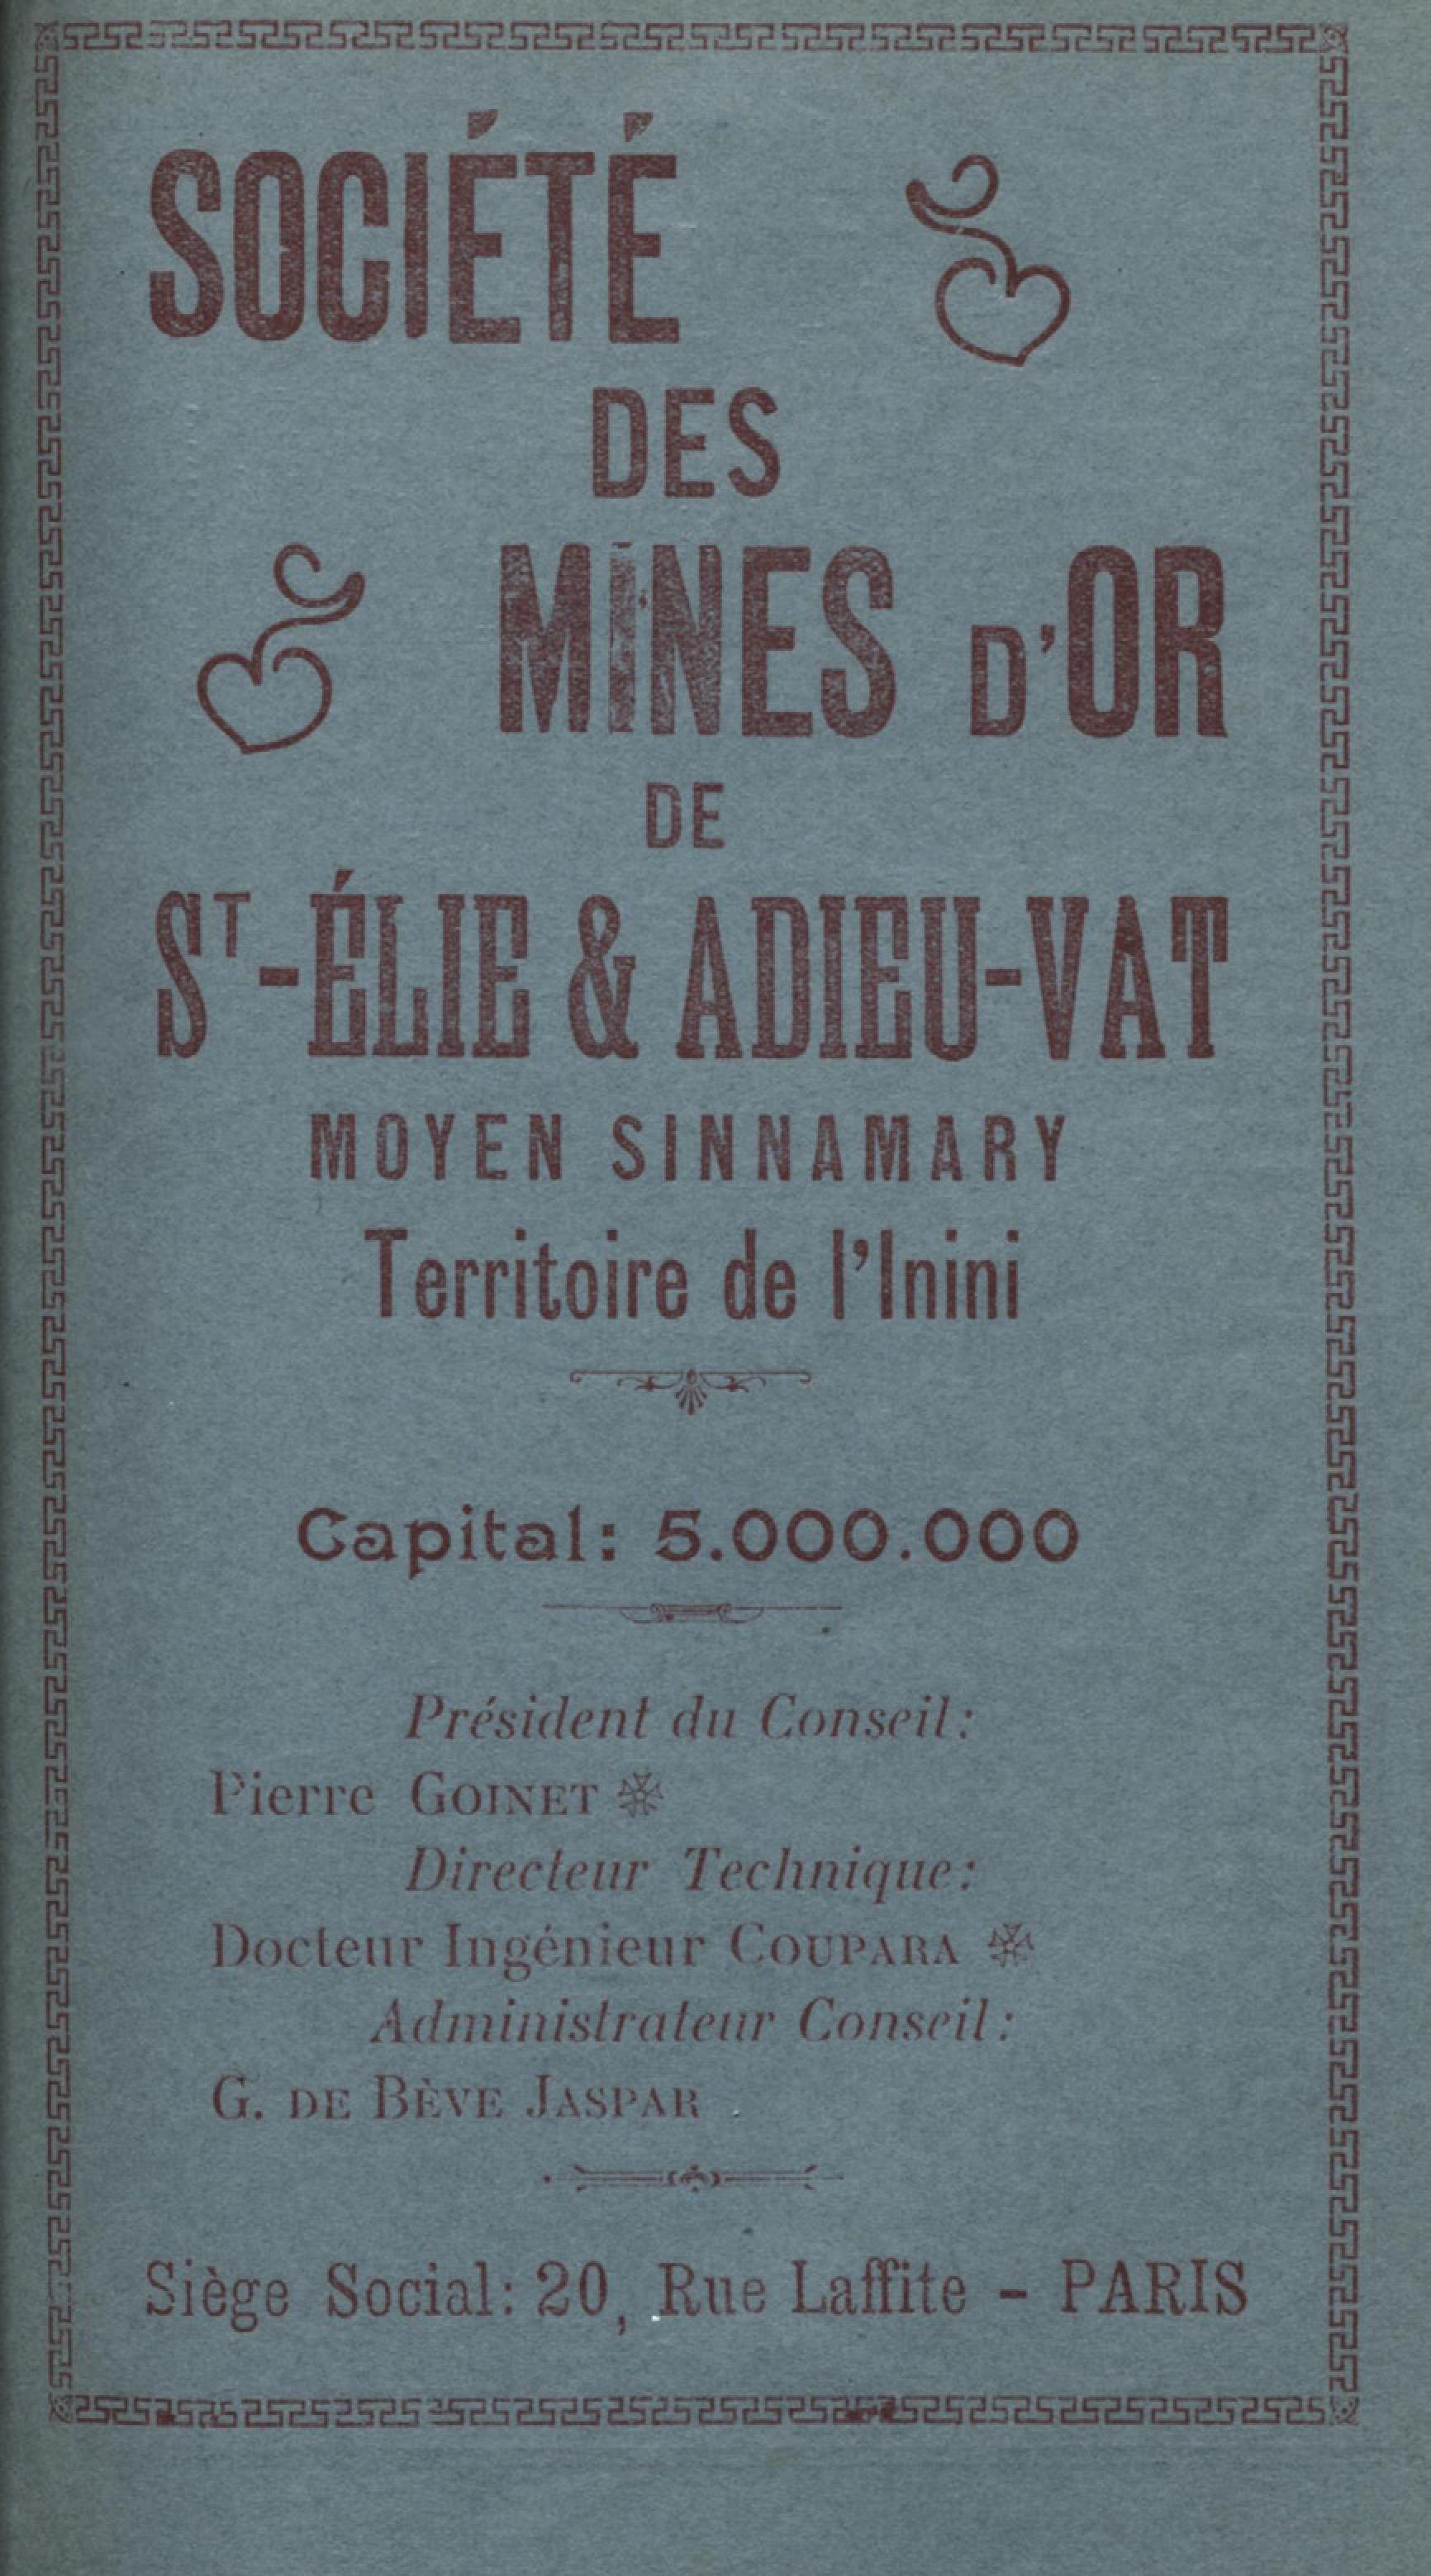 SOCIÉTÉ
DES
MINES D'OR
DE
ST-ÉLIE & ADIEU-VAT
MOYEN SINNAMARY
Territoire de l'Inini
Capital: 5.000.000
Président du Conseil:
Pierre GOINET
Directeur Technique:
Docteur Ingénieur COUPARA
Administrateur Conseil:
G. DE BÈVE JASPAR
Siège Social: 20, Rue Laffite - PARIS